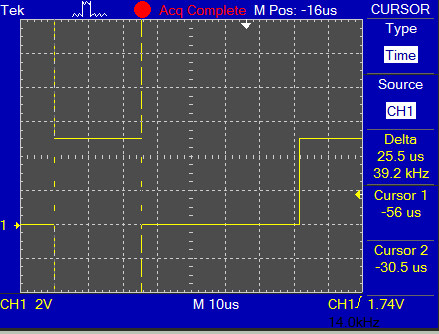 Tek Acq Complete M Pos: -16us CURSOR
Type
Time
Source
CH1
Delta
25.5 us
39.2 kHz
Cursor 1
-56 us
1
Cursor 2
-30.5 us
CH1 2V M 10us CH1/ 1.74V
14.0kHz